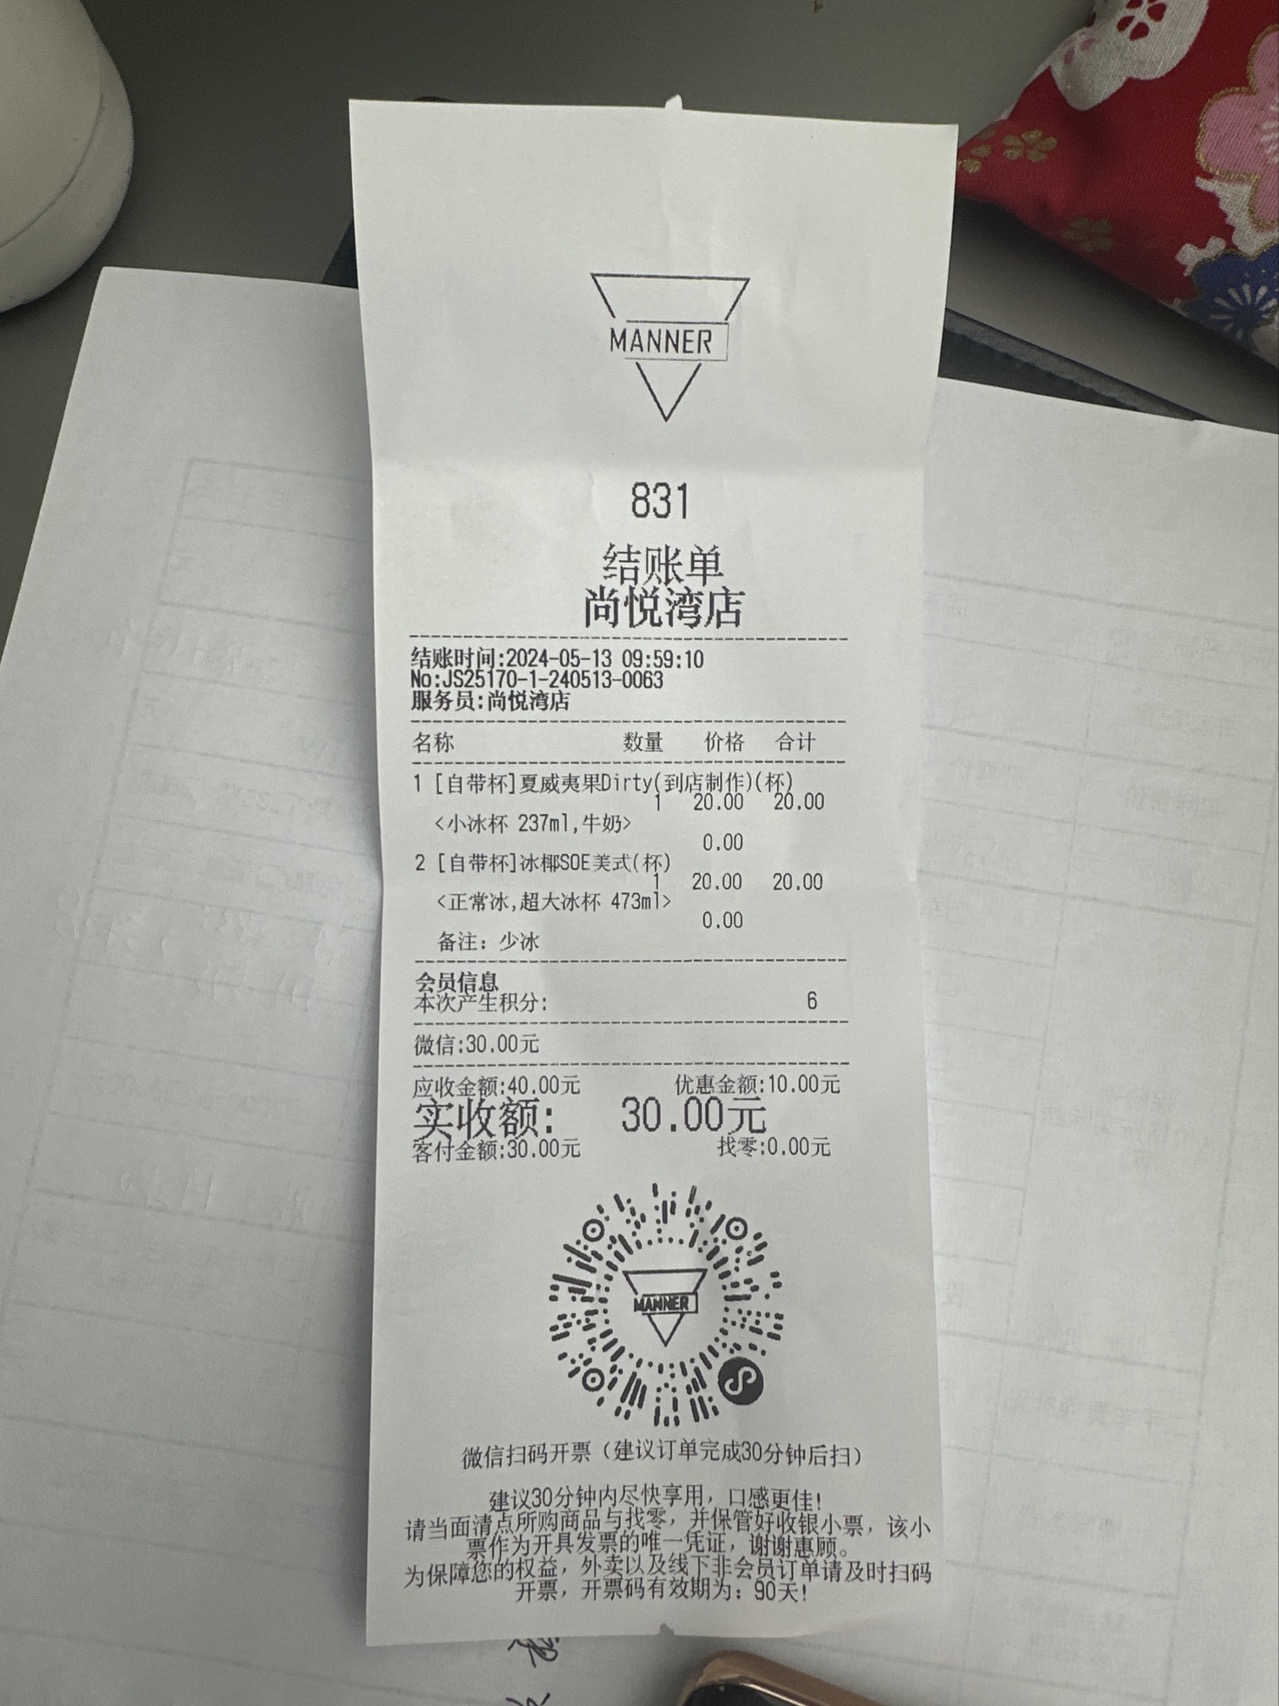 MANNER
831
结账单
尚悦湾店
结账时间:2024-05-13 09:59:10
No:JS25170-1-240513-0063
服务员:尚悦湾店
名称 数量 价格 合计
1 [自带杯]夏威夷果Dirty(到店制作)(杯)
1 20.00 20.00
<小冰杯 237ml,牛奶>
0.00
2 [自带杯]冰椰SOE美式(杯)
1 20.00 20.00
<正常冰,超大冰杯 473ml>
0.00
备注: 少冰
会员信息
本次产生积分: 6
微信:30.00元
应收金额:40.00元 优惠金额:10.00元
实收额: 30.00元
客付金额:30.00元 找零:0.00元
MANNER
微信扫码开票（建议订单完成30分钟后扫）
建议30分钟内尽快享用，口感更佳!
请当面清点所购商品与找零，并保管好收银小票，该小
票作为开具发票的唯一凭证，谢谢惠顾。
为保障您的权益，外卖以及线下非会员订单请及时扫码
开票，开票码有效期为: 90天!